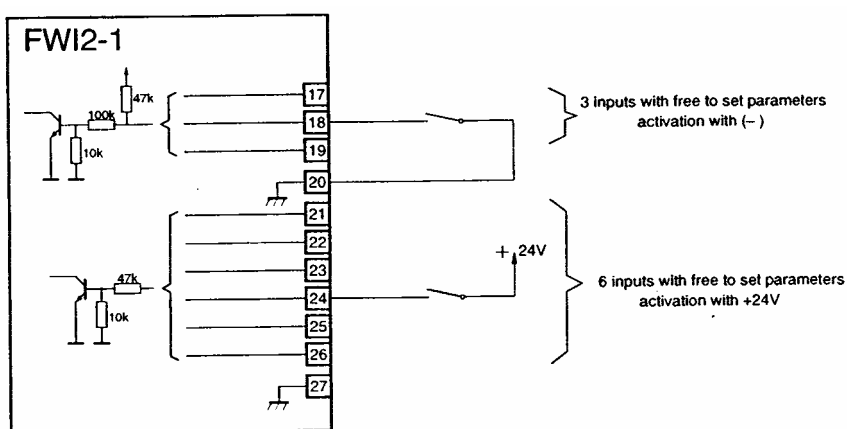 FWI2-1
47k
100k
10k
17
18
19
20
3 inputs with free to set parameters
activation with (– )
21
22
23
24
25
26
27
47k
10k
+ 24V
6 inputs with free to set parameters
activation with +24V